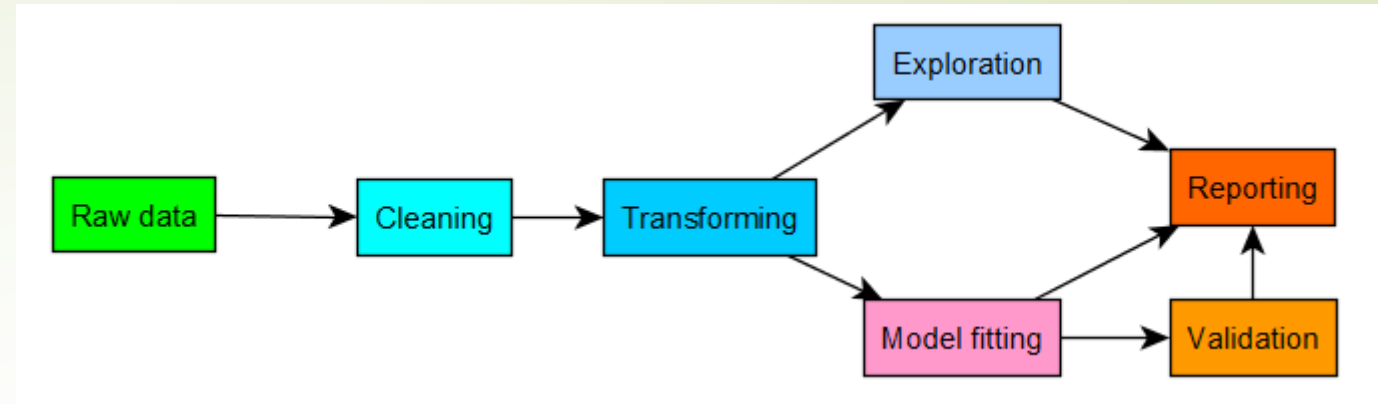 Exploration
Reporting
Raw data
Cleaning
Transforming
Model fitting
Validation